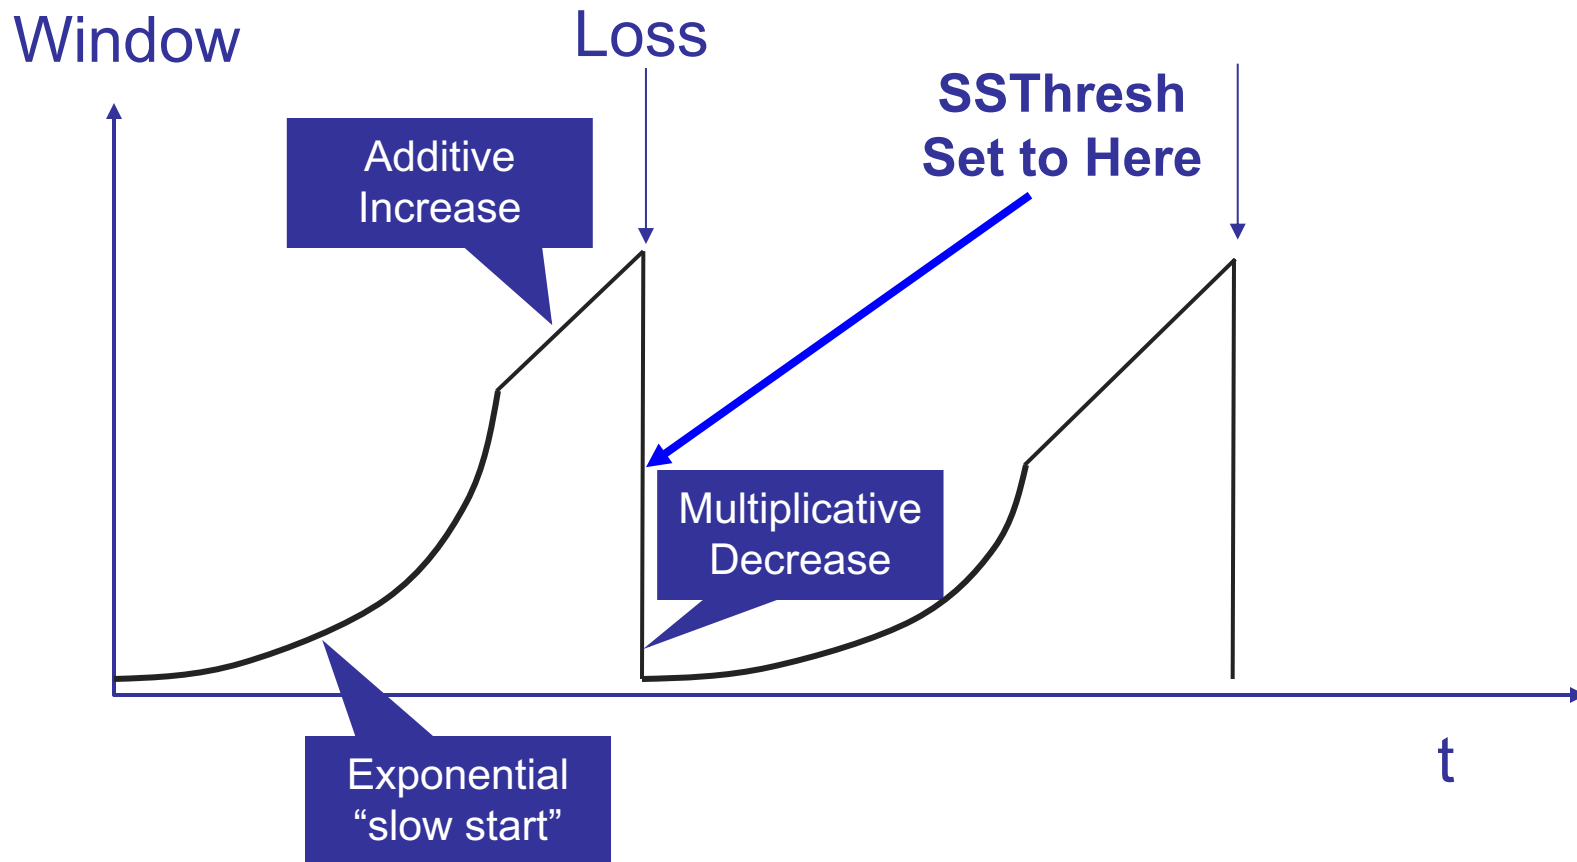 Window
Loss
SSThresh
Set to Here
Additive
Increase
Multiplicative
Decrease
t
Exponential
“slow start”